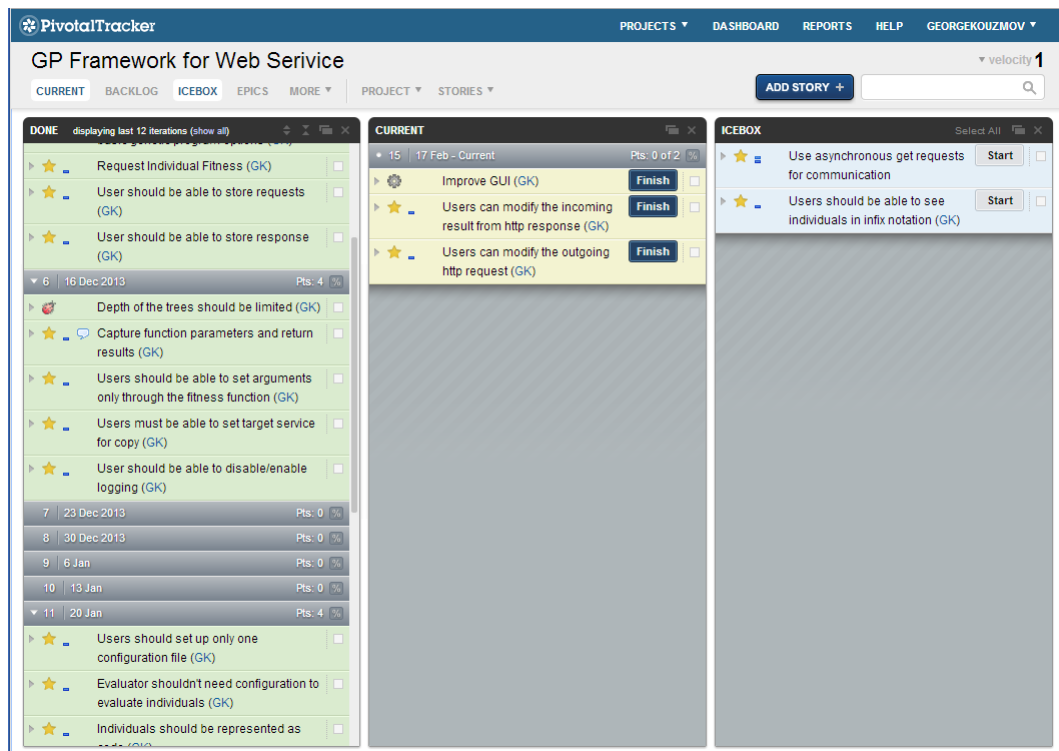 PivotalTracker
PROJECTS DASHBOARD REPORTS HELP GEORGEKOUZMOV
GP Framework for Web Serivice
velocity 1
CURRENT BACKLOG ICEBOX EPICS MORE PROJECT STORIES
ADD STORY +
DONE displaying last 12 iterations (show all)
Request Individual Fitness (GK)
User should be able to store requests
(GK)
User should be able to store response
(GK)
6 16 Dec 2013 Pts: 4 %
Depth of the trees should be limited (GK)
Capture function parameters and return
results (GK)
Users should be able to set arguments
only through the fitness function (GK)
Users must be able to set target service
for copy (GK)
User should be able to disable/enable
logging (GK)
7 23 Dec 2013 Pts: 0 %
8 30 Dec 2013 Pts: 0 %
9 6 Jan Pts: 0 %
10 13 Jan Pts: 0 %
11 20 Jan Pts: 4 %
Users should set up only one
configuration file (GK)
Evaluator shouldn't need configuration to
evaluate individuals (GK)
Individuals should be represented as
CURRENT
15 17 Feb - Current Pts: 0 of 2 %
Improve GUI (GK) Finish
Users can modify the incoming Finish
result from http response (GK)
Users can modify the outgoing Finish
http request (GK)
ICEBOX Select All
Use asynchronous get requests Start
for communication
Users should be able to see Start
individuals in infix notation (GK)